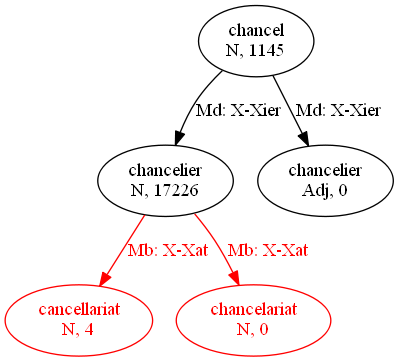 chancel
N, 1145
Md: X-Xier
Md: X-Xier
chancelier
N, 17226
chancelier
Adj, 0
Mb: X-Xat
Mb: X-Xat
cancellariat
N, 4
chancelariat
N, 0